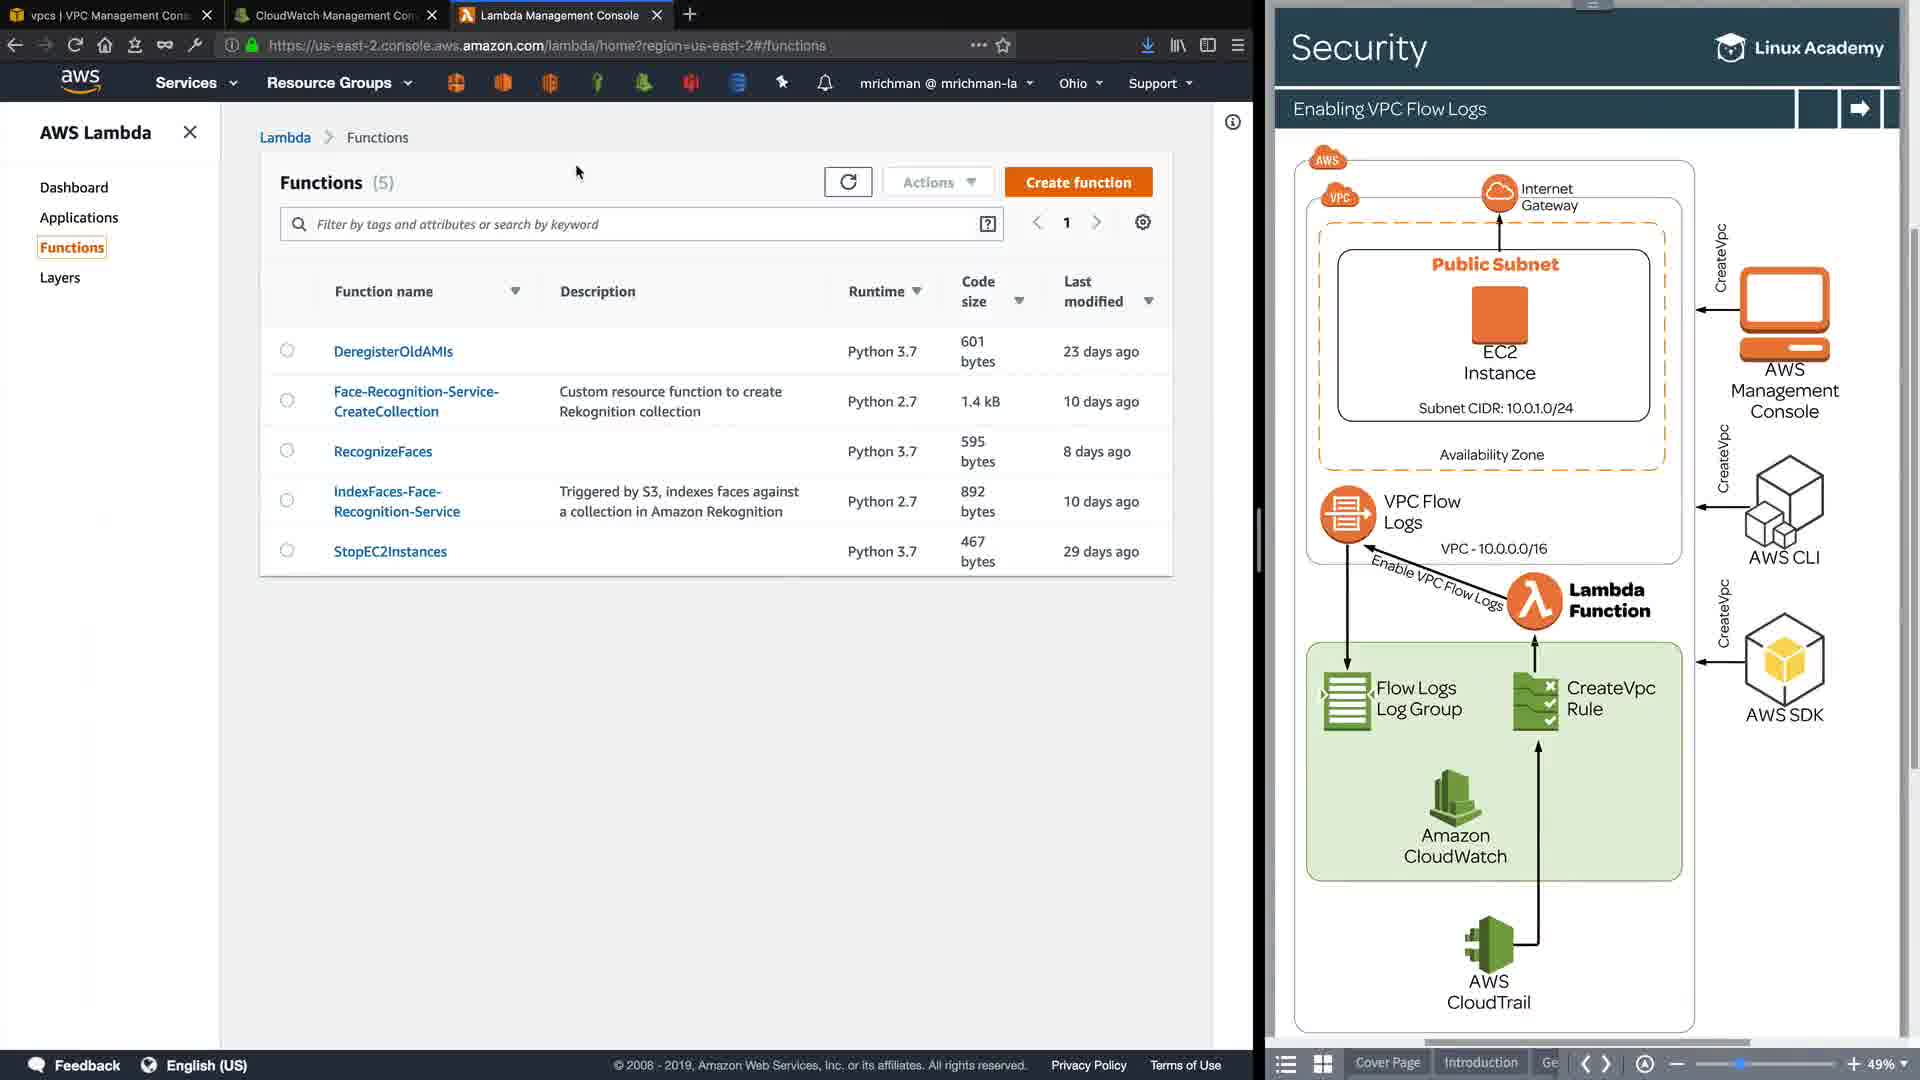 vpcs | VPC Management Cons
CloudWatch Management Con
Lambda Management Console
https://us-east-2.console.aws.amazon.com/lambda/home?region=us-east-2#/functions
aws
Services
Resource Groups
mrichman @ mrichman-la
Ohio
Support
AWS Lambda
Dashboard
Applications
Functions
Layers
Lambda
Functions
Functions (5)
Actions
Create function
Filter by tags and attributes or search by keyword
1
Function name
Description
Runtime
Code
size
Last
modified
DeregisterOldAMIs
Python 3.7
601
bytes
23 days ago
Face-Recognition-Service-
CreateCollection
Custom resource function to create
Rekognition collection
Python 2.7
1.4 kB
10 days ago
RecognizeFaces
Python 3.7
595
bytes
8 days ago
IndexFaces-Face-
Recognition-Service
Triggered by S3, indexes faces against
a collection in Amazon Rekognition
Python 2.7
892
bytes
10 days ago
StopEC2Instances
Python 3.7
467
bytes
29 days ago
Feedback
English (US)
© 2008 - 2019, Amazon Web Services, Inc. or its affiliates. All rights reserved.
Privacy Policy
Terms of Use
Security
Linux Academy
Enabling VPC Flow Logs
AWS
VPC
Internet
Gateway
Public Subnet
EC2
Instance
Subnet CIDR: 10.0.1.0/24
Availability Zone
VPC Flow
Logs
VPC - 10.0.0.0/16
Enable VPC Flow Logs
Lambda
Function
Flow Logs
Log Group
CreateVpc
Rule
Amazon
CloudWatch
AWS
CloudTrail
CreateVpc
AWS
Management
Console
CreateVpc
AWS CLI
CreateVpc
AWS SDK
Cover Page
Introduction
Ge
49%